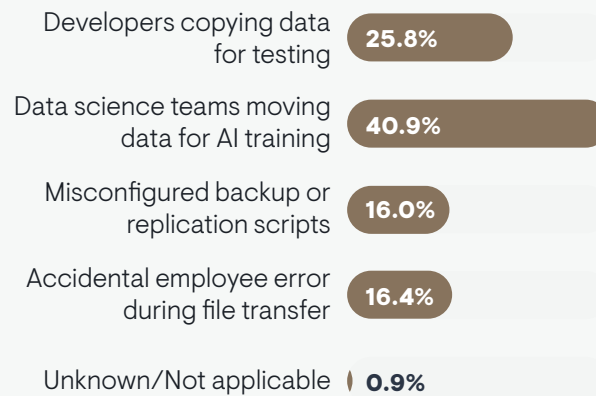 Developers copying data
for testing
25.8%
Data science teams moving
data for AI training
40.9%
Misconfigured backup or
replication scripts
16.0%
Accidental employee error
during file transfer
16.4%
Unknown/Not applicable
0.9%